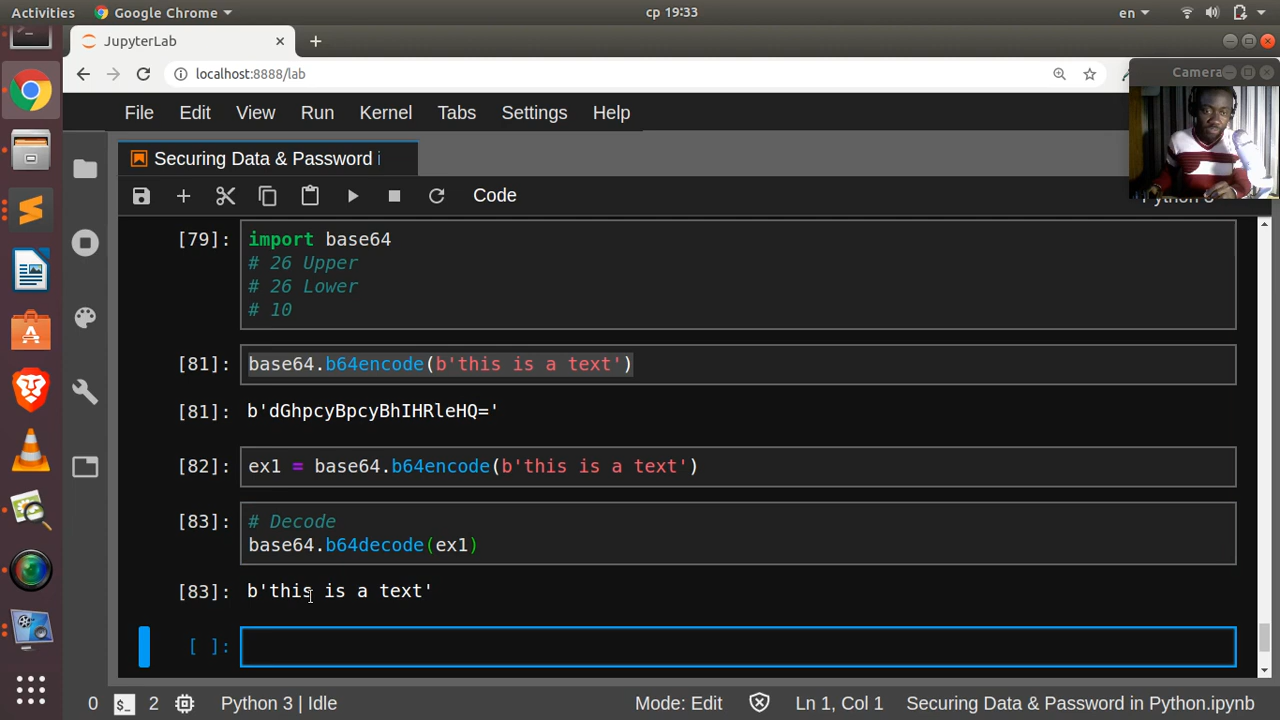 Activities
Google Chrome
ср 19:33
en
JupyterLab
localhost:8888/lab
Camera
File Edit View Run Kernel Tabs Settings Help
Securing Data & Password i
Code
Python 3
[79]:
import base64
# 26 Upper
# 26 Lower
# 10
[81]:
base64.b64encode(b'this is a text')
[81]:
b'dGhpcyBpcyBhIHRleHQ='
[82]:
ex1 = base64.b64encode(b'this is a text')
[83]:
# Decode
base64.b64decode(ex1)
[83]:
b'this is a text'
[ ]:
0 $_ 2 Python 3 | Idle Mode: Edit Ln 1, Col 1 Securing Data & Password in Python.ipynb